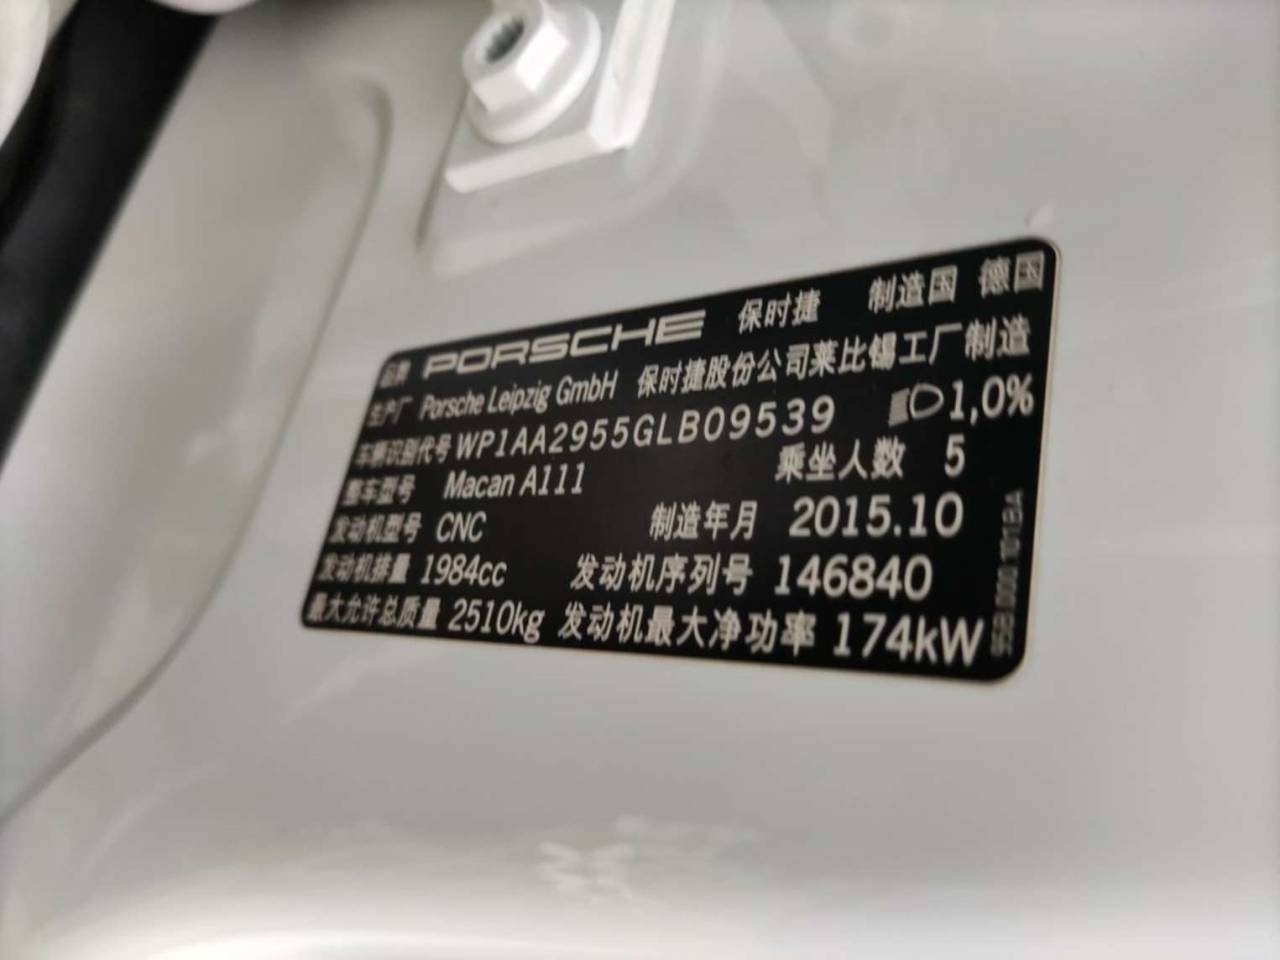 品牌 PORSCHE 保时捷 制造国 德国
生产厂 Porsche Leipzig GmbH 保时捷股份公司莱比锡工厂制造
车辆识别代号 WP1AA2955GLB09539 1,0%
整车型号 Macan A111 乘坐人数 5
发动机型号 CNC 制造年月 2015.10
发动机排量 1984cc 发动机序列号 146840
最大允许总质量 2510kg 发动机最大净功率 174kW
95B.000.101BA